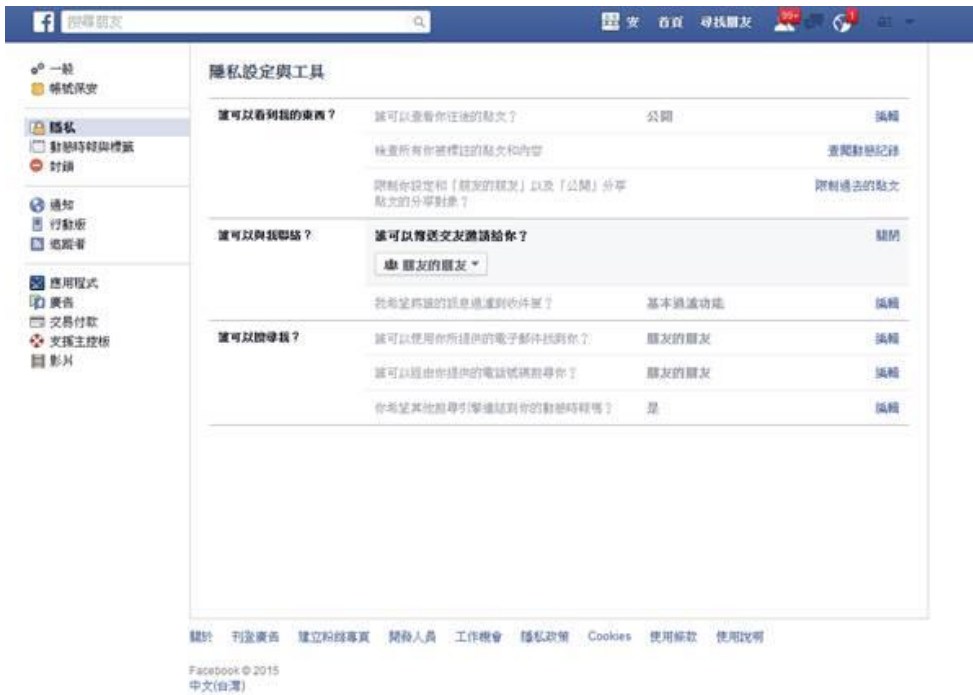 搜尋朋友
安 首頁 尋找朋友 99+ 1
一般
帳號保安
隱私
動態時報與標籤
封鎖
通知
行動版
追蹤者
應用程式
廣告
交易付款
支援主控板
影片
隱私設定與工具
誰可以看到我的東西？ 誰可以查看你往後的貼文？ 公開 編輯
檢查所有你被標註的貼文和內容 查閱動態記錄
限制你設定和「朋友的朋友」以及「公開」分享
貼文的分享對象？ 限制過去的貼文
誰可以與我聯絡？ 誰可以傳送交友邀請給你？ 關閉
朋友的朋友
我希望將誰的訊息過濾到收件匣？ 基本過濾功能 編輯
誰可以搜尋我？ 誰可以使用你所提供的電子郵件找到你？ 朋友的朋友 編輯
誰可以經由你提供的電話號碼搜尋你？ 朋友的朋友 編輯
你希望其他搜尋引擎連結到你的動態時報嗎？ 是 編輯
關於 刊登廣告 建立粉絲專頁 開發人員 工作機會 隱私政策 Cookies 使用條款 使用說明
Facebook © 2015
中文(台灣)